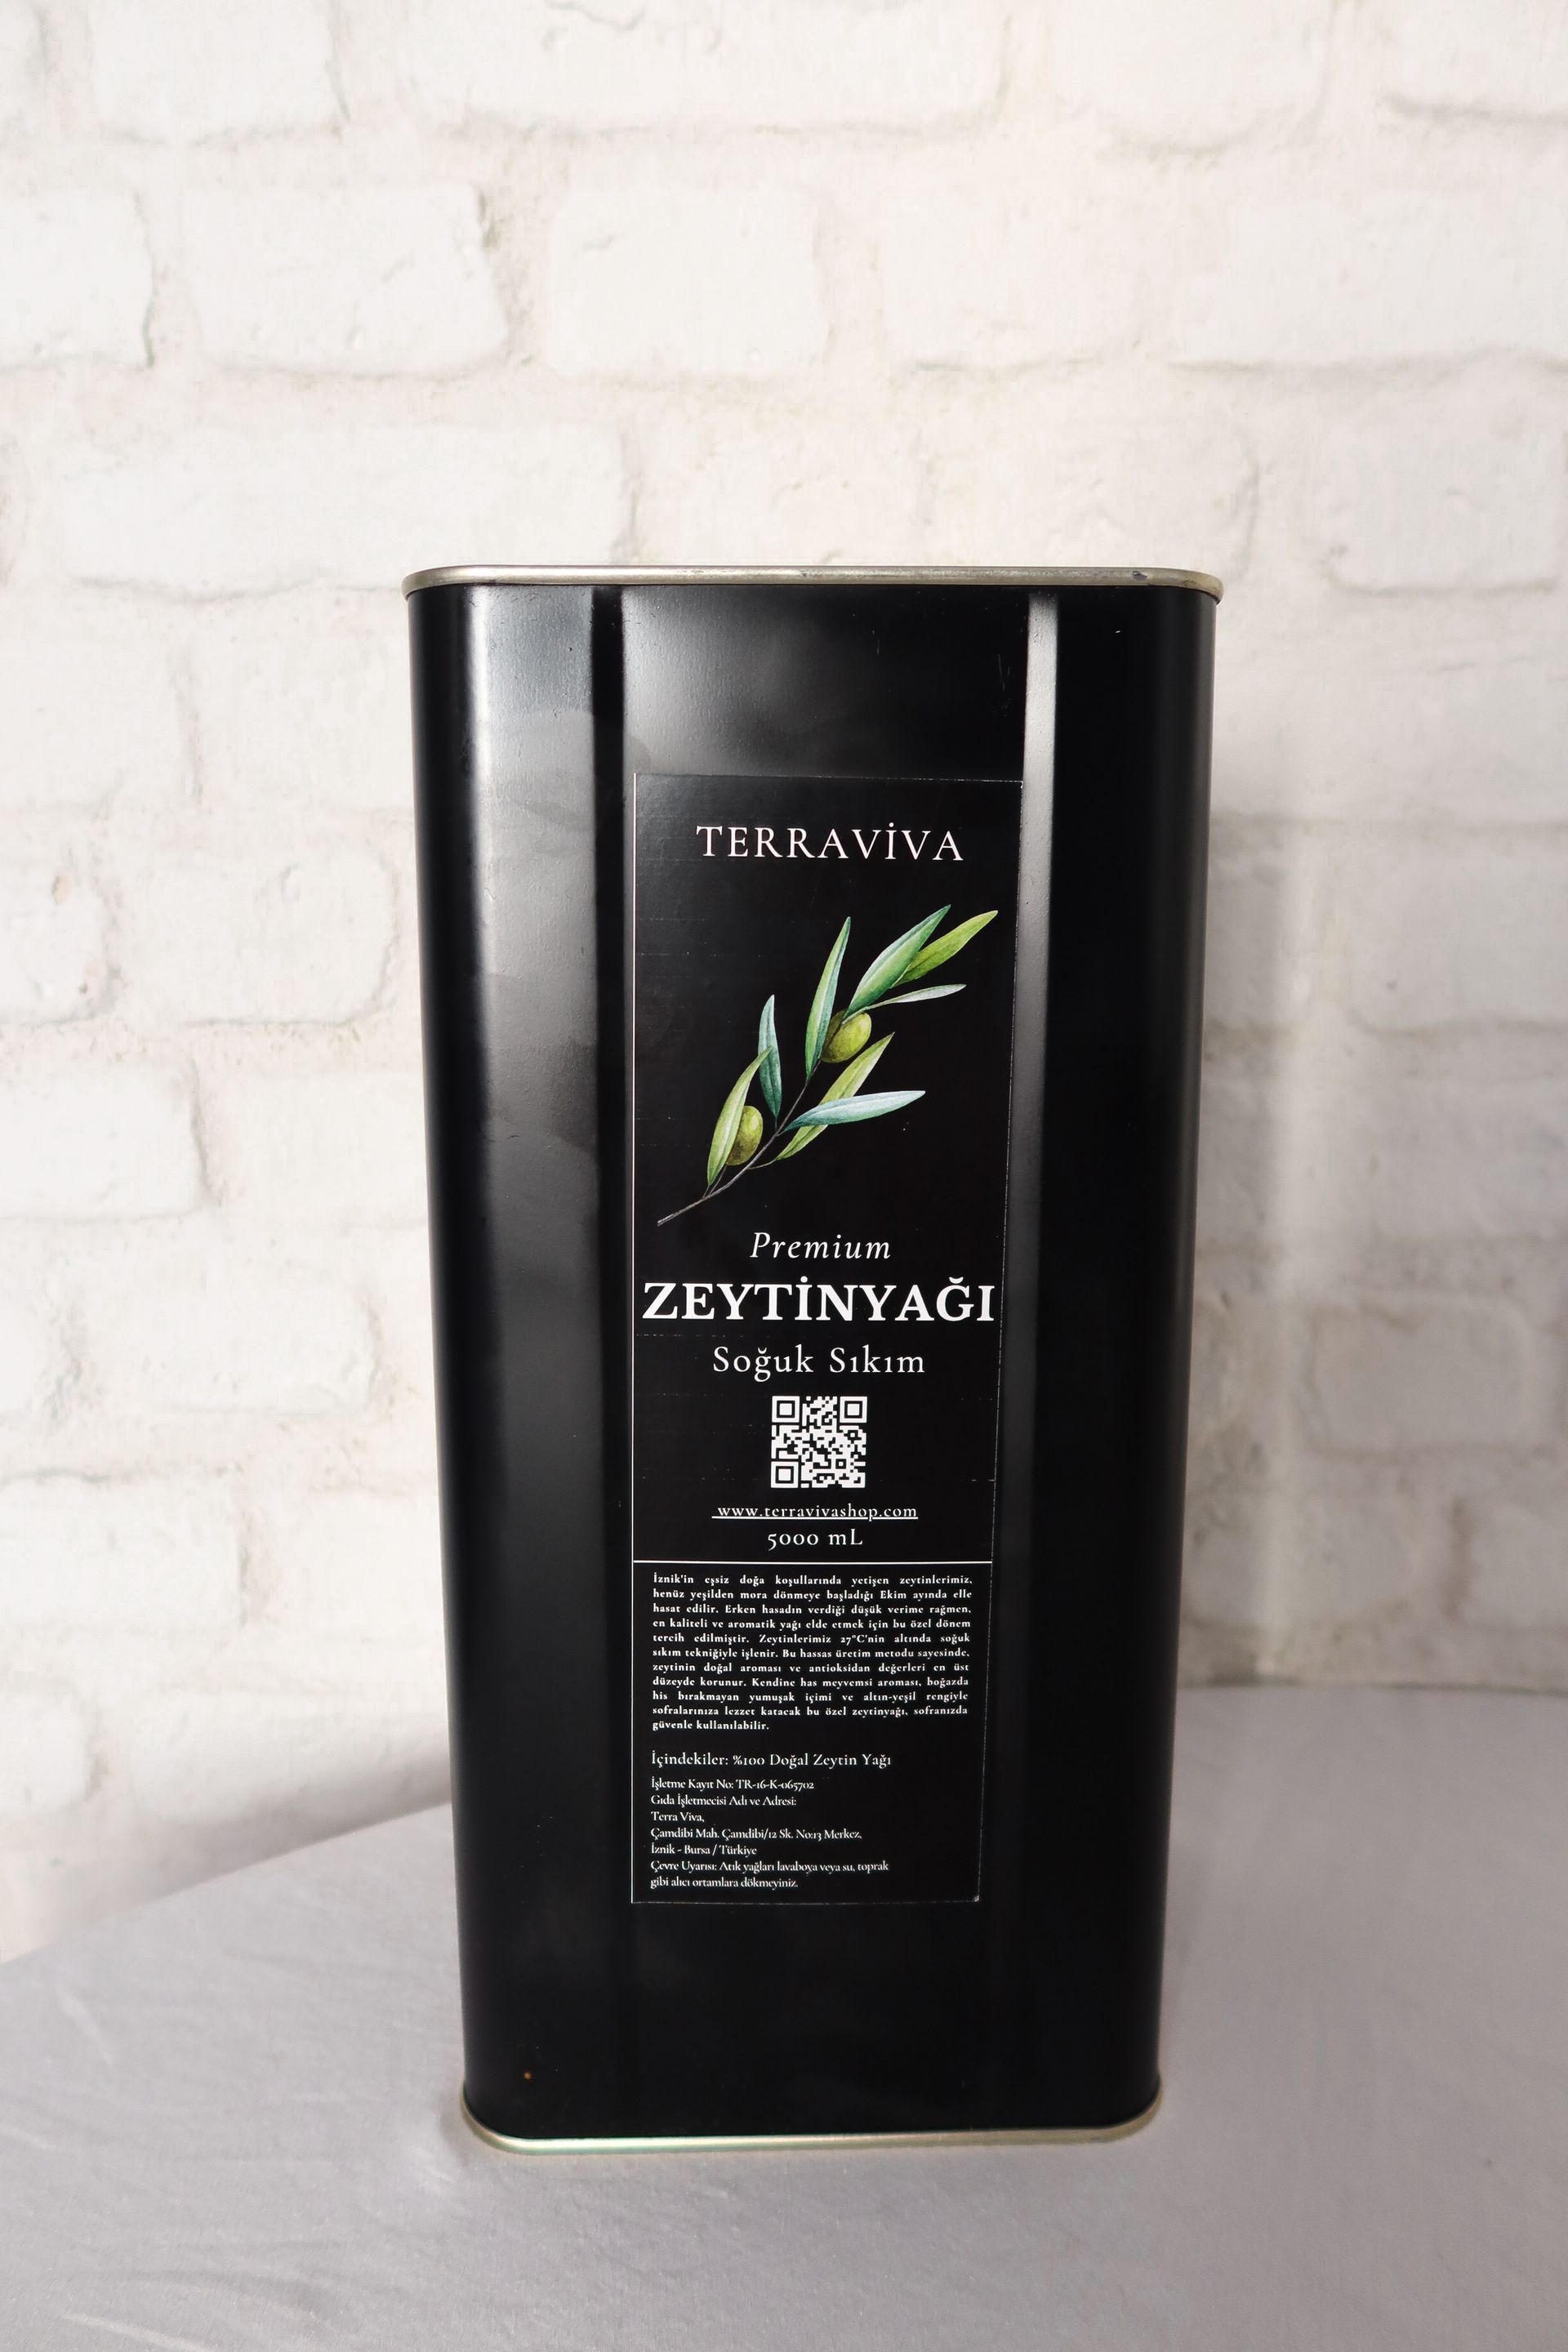 TERRAVİVA
Premium
ZEYTİNYAĞI
Soğuk Sıkım
www.terravivashop.com
5000 mL
İznik'in eşsiz doğa koşullarında yetişen zeytinlerimiz,
henüz yeşilden mora dönmeye başladığı Ekim ayında elle
hasat edilir. Erken hasadın verdiği düşük verime rağmen,
en kaliteli ve aromatik yağı elde etmek için bu özel dönem
tercih edilmiştir. Zeytinlerimiz 27°C'nin altında soğuk
sıkım tekniğiyle işlenir. Bu hassas üretim metodu sayesinde,
zeytinin doğal aroması ve antioksidan değerleri en üst
düzeyde korunur. Kendine has meyvemsi aroması, boğazda
his bırakmayan yumuşak içimi ve altın-yeşil rengiyle
sofralarınıza lezzet katacak bu özel zeytinyağı, sofranızda
güvenle kullanılabilir.
İçindekiler: %100 Doğal Zeytin Yağı
İşletme Kayıt No: TR-16-K-065702
Gıda İşletmecisi Adı ve Adresi:
Terra Viva,
Çamdibi Mah. Çamdibi/12 Sk. No:13 Merkez,
İznik - Bursa / Türkiye
Çevre Uyarısı: Atık yağları lavaboya veya su, toprak
gibi alıcı ortamlara dökmeyiniz.